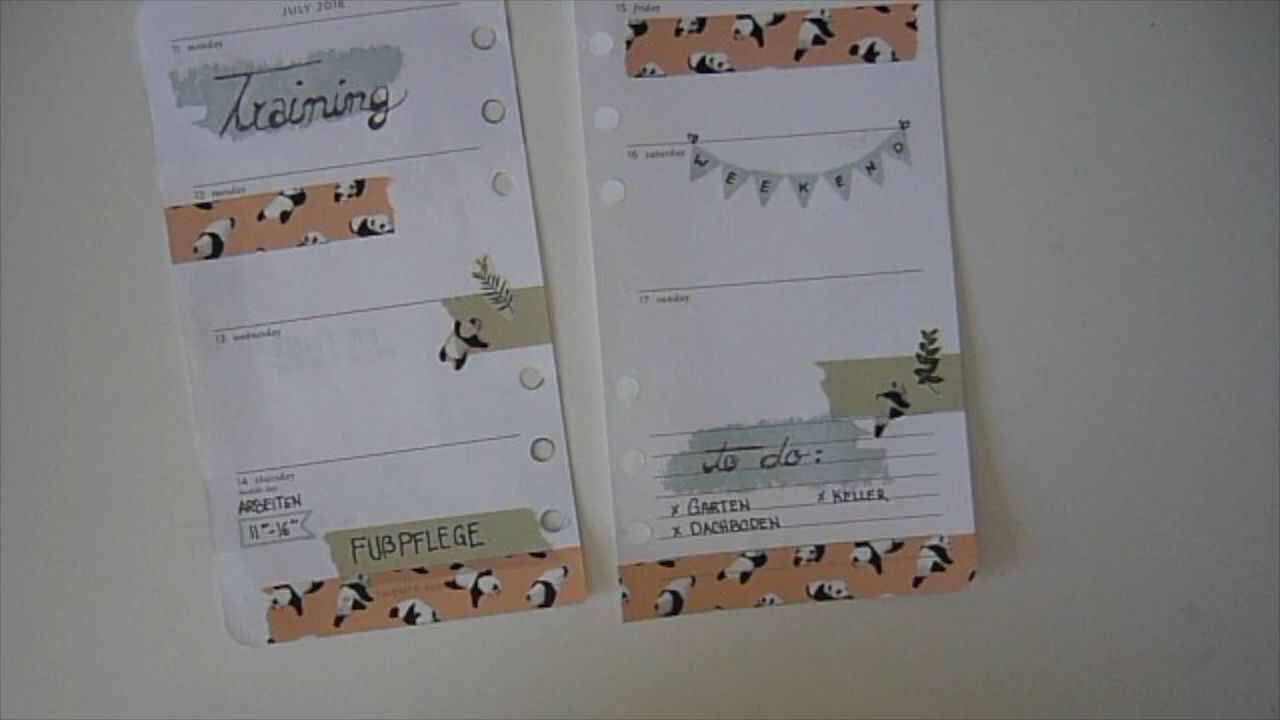 JULY 2016
11 monday
Training
12 tuesday
13 wednesday
14 thursday
ARBEITEN
11⁰⁰-16⁰⁰
FUßPFLEGE
15 friday
16 saturday
WEEKEND
17 sunday
to do:
x GARTEN x KELLER
x DACHBODEN